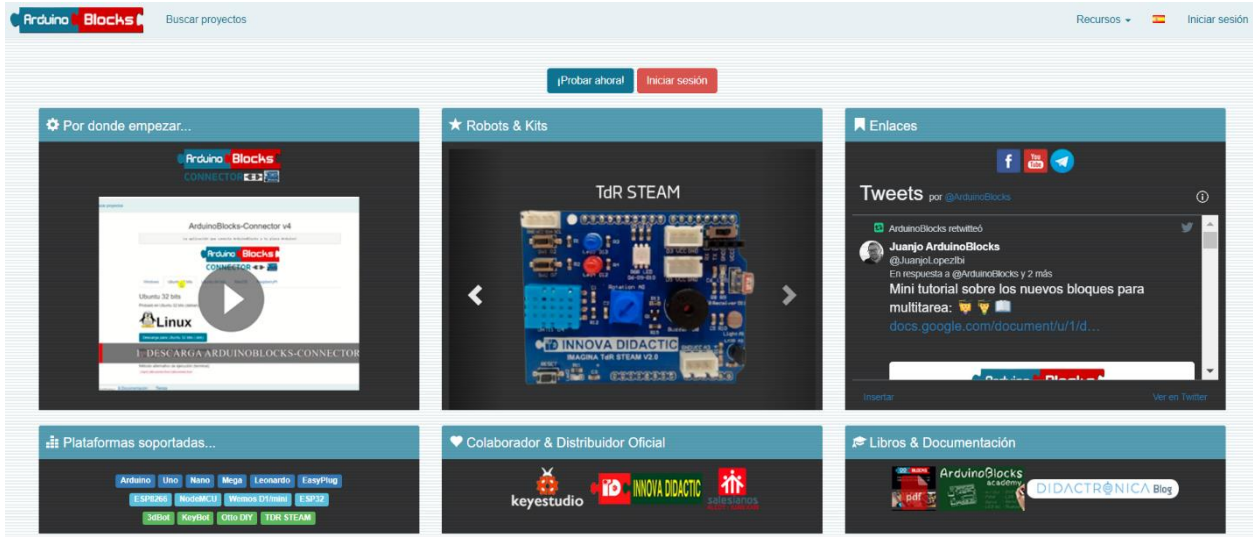 Arduino Blocks
Buscar proyectos
Recursos
Iniciar sesión
¡Probar ahora!
Iniciar sesión
Por donde empezar...
Arduino Blocks
CONNECTOR
ArduinoBlocks-Connector v4
Arduino Blocks
CONNECTOR
Ubuntu 32 bits
Linux
1. DESCARGA ARDUINOBLOCKS-CONNECTOR
Robots & Kits
TdR STEAM
INNOVA DIDACTIC
IMAGINA TdR STEAM V2.0
RESET
Enlaces
You Tube
Tweets por @ArduinoBlocks
ArduinoBlocks retwitteó
Juanjo ArduinoBlocks
@JuanjoLopezIbi
En respuesta a @ArduinoBlocks y 2 más
Mini tutorial sobre los nuevos bloques para
multitarea:
docs.google.com/document/u/1/d…
Insertar
Ver en Twitter
Plataformas soportadas...
Arduino Uno Nano Mega Leonardo EasyPlug
ESP8266 NodeMCU Wemos D1/mini ESP32
3dBot KeyBot Otto DIY TDR STEAM
Colaborador & Distribuidor Oficial
keyestudio
INNOVA DIDACTIC
salesianos
Libros & Documentación
pdf
ArduinoBlocks
academy
DIDACTRÓNICA Blog